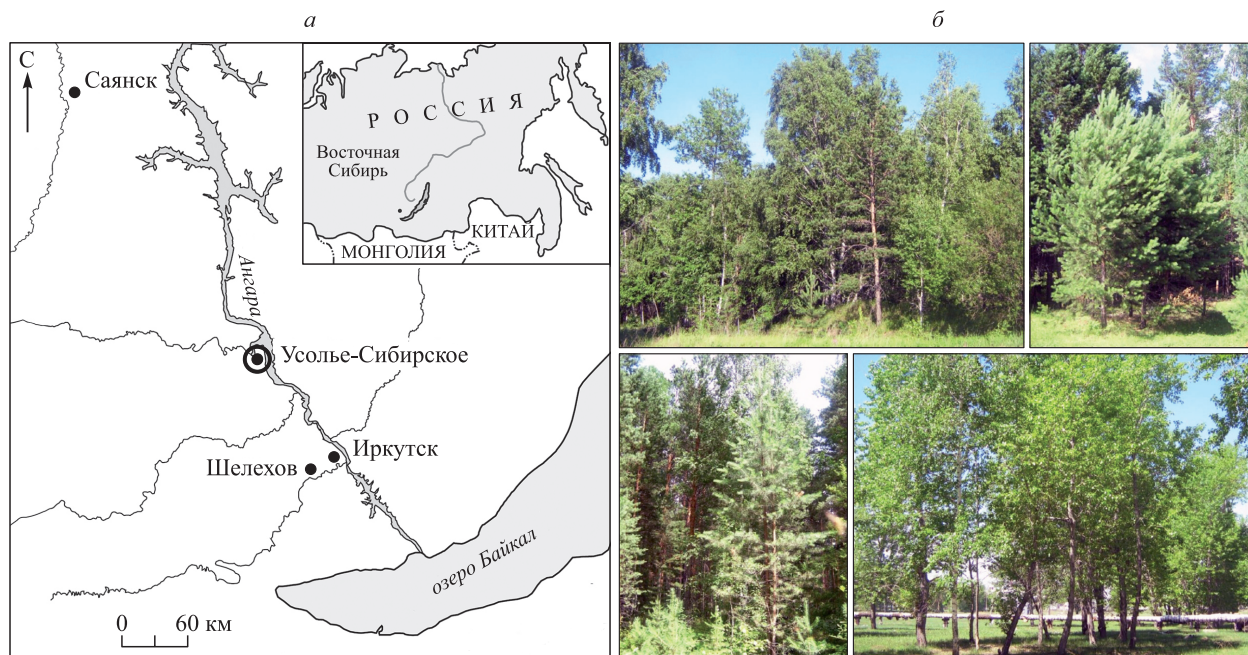 а
б
С
Саянск
РОССИЯ
Восточная
Сибирь
КИТАЙ
МОНГОЛИЯ
Ангара
Усолье-Сибирское
Иркутск
Шелехов
озеро Байкал
0 60 км